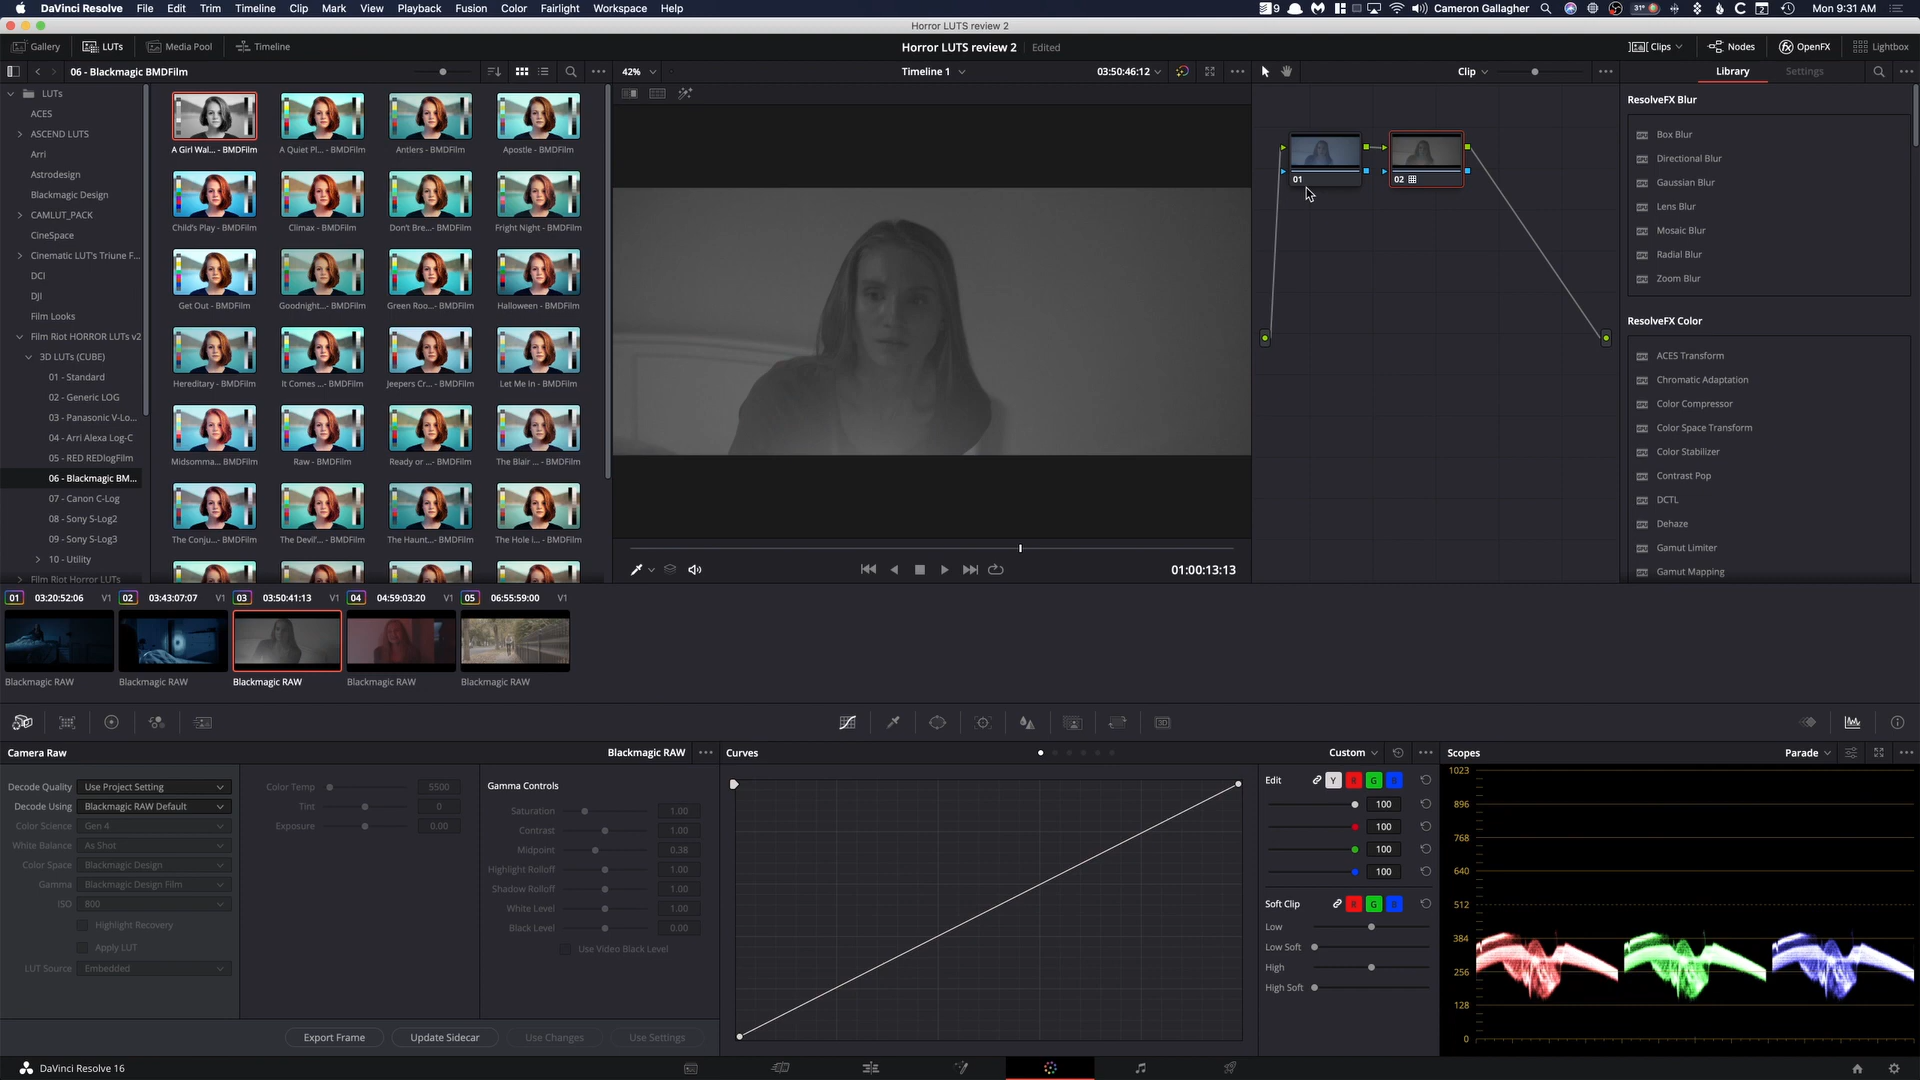 DaVinci Resolve File Edit Trim Timeline Clip Mark View Playback Fusion Color Fairlight Workspace Help
9 31° Cameron Gallagher Mon 9:31 AM
Horror LUTS review 2
Gallery LUTs Media Pool Timeline Horror LUTS review 2 Edited Clips Nodes OpenFX Lightbox
06 - Blackmagic BMDFilm 42% Timeline 1 03:50:46:12 Clip Library Settings
LUTs
ACES
ASCEND LUTS
Arri
Astrodesign
Blackmagic Design
CAMLUT_PACK
CineSpace
Cinematic LUT's Triune F...
DCI
DJI
Film Looks
Film Riot HORROR LUTs v2
3D LUTs (CUBE)
01 - Standard
02 - Generic LOG
03 - Panasonic V-Lo...
04 - Arri Alexa Log-C
05 - RED REDlogFilm
06 - Blackmagic BM...
07 - Canon C-Log
08 - Sony S-Log2
09 - Sony S-Log3
10 - Utility
Film Riot Horror LUTs
A Girl Wal... - BMDFilm A Quiet Pl... - BMDFilm Antlers - BMDFilm Apostle - BMDFilm
Child's Play - BMDFilm Climax - BMDFilm Don't Bre... - BMDFilm Fright Night - BMDFilm
Get Out - BMDFilm Goodnight...- BMDFilm Green Roo... - BMDFilm Halloween - BMDFilm
Hereditary - BMDFilm It Comes ... - BMDFilm Jeepers Cr... - BMDFilm Let Me In - BMDFilm
Midsomma... - BMDFilm Raw - BMDFilm Ready or ...- BMDFilm The Blair ... - BMDFilm
The Conju... - BMDFilm The Devil'... - BMDFilm The Haunt...- BMDFilm The Hole i... - BMDFilm
01:00:13:13
01
02
ResolveFX Blur
Box Blur
Directional Blur
Gaussian Blur
Lens Blur
Mosaic Blur
Radial Blur
Zoom Blur
ResolveFX Color
ACES Transform
Chromatic Adaptation
Color Compressor
Color Space Transform
Color Stabilizer
Contrast Pop
DCTL
Dehaze
Gamut Limiter
Gamut Mapping
01 03:20:52:06 V1 02 03:43:07:07 V1 03 03:50:41:13 V1 04 04:59:03:20 V1 05 06:55:59:00 V1
Blackmagic RAW Blackmagic RAW Blackmagic RAW Blackmagic RAW Blackmagic RAW
3D
Camera Raw Blackmagic RAW
Decode Quality Use Project Setting
Decode Using Blackmagic RAW Default
Color Science Gen 4
White Balance As Shot
Color Space Blackmagic Design
Gamma Blackmagic Design Film
ISO 800
Highlight Recovery
Apply LUT
LUT Source Embedded
Color Temp 5500
Tint 0
Exposure 0.00
Gamma Controls
Saturation 1.00
Contrast 1.00
Midpoint 0.38
Highlight Rolloff 1.00
Shadow Rolloff 1.00
White Level 1.00
Black Level 0.00
Use Video Black Level
Export Frame Update Sidecar Use Changes Use Settings
Curves Custom
Edit Y R G B
100
100
100
100
Soft Clip R G B
Low
Low Soft
High
High Soft
Scopes Parade
1023
896
768
640
512
384
256
128
0
DaVinci Resolve 16